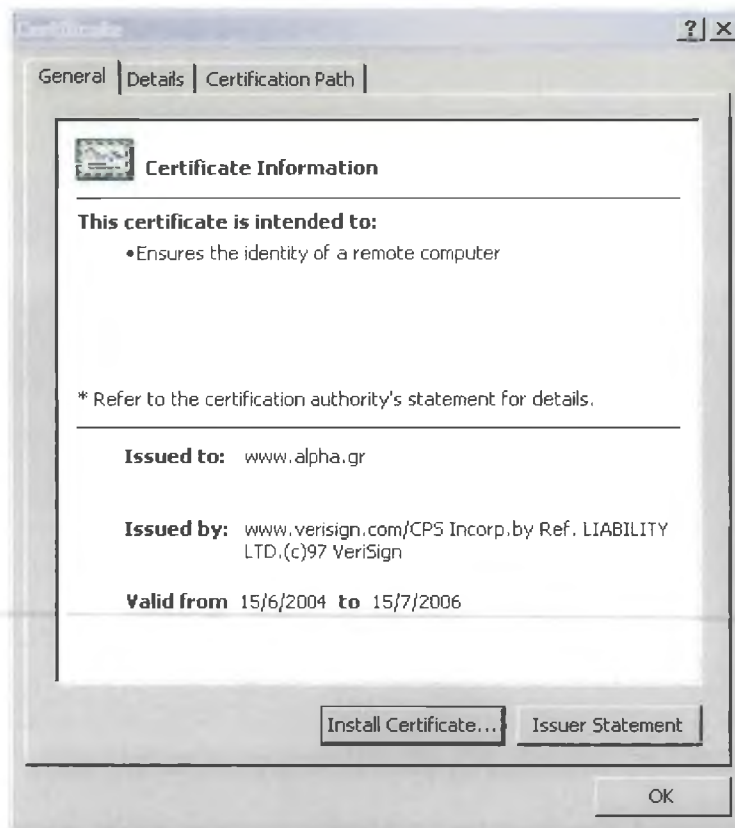 Certificate
? ×
General Details Certification Path
Certificate Information
This certificate is intended to:
•Ensures the identity of a remote computer
* Refer to the certification authority's statement for details.
Issued to: www.alpha.gr
Issued by: www.verisign.com/CPS Incorp.by Ref. LIABILITY
LTD.(c)97 VeriSign
Valid from 15/6/2004 to 15/7/2006
Install Certificate... Issuer Statement
OK